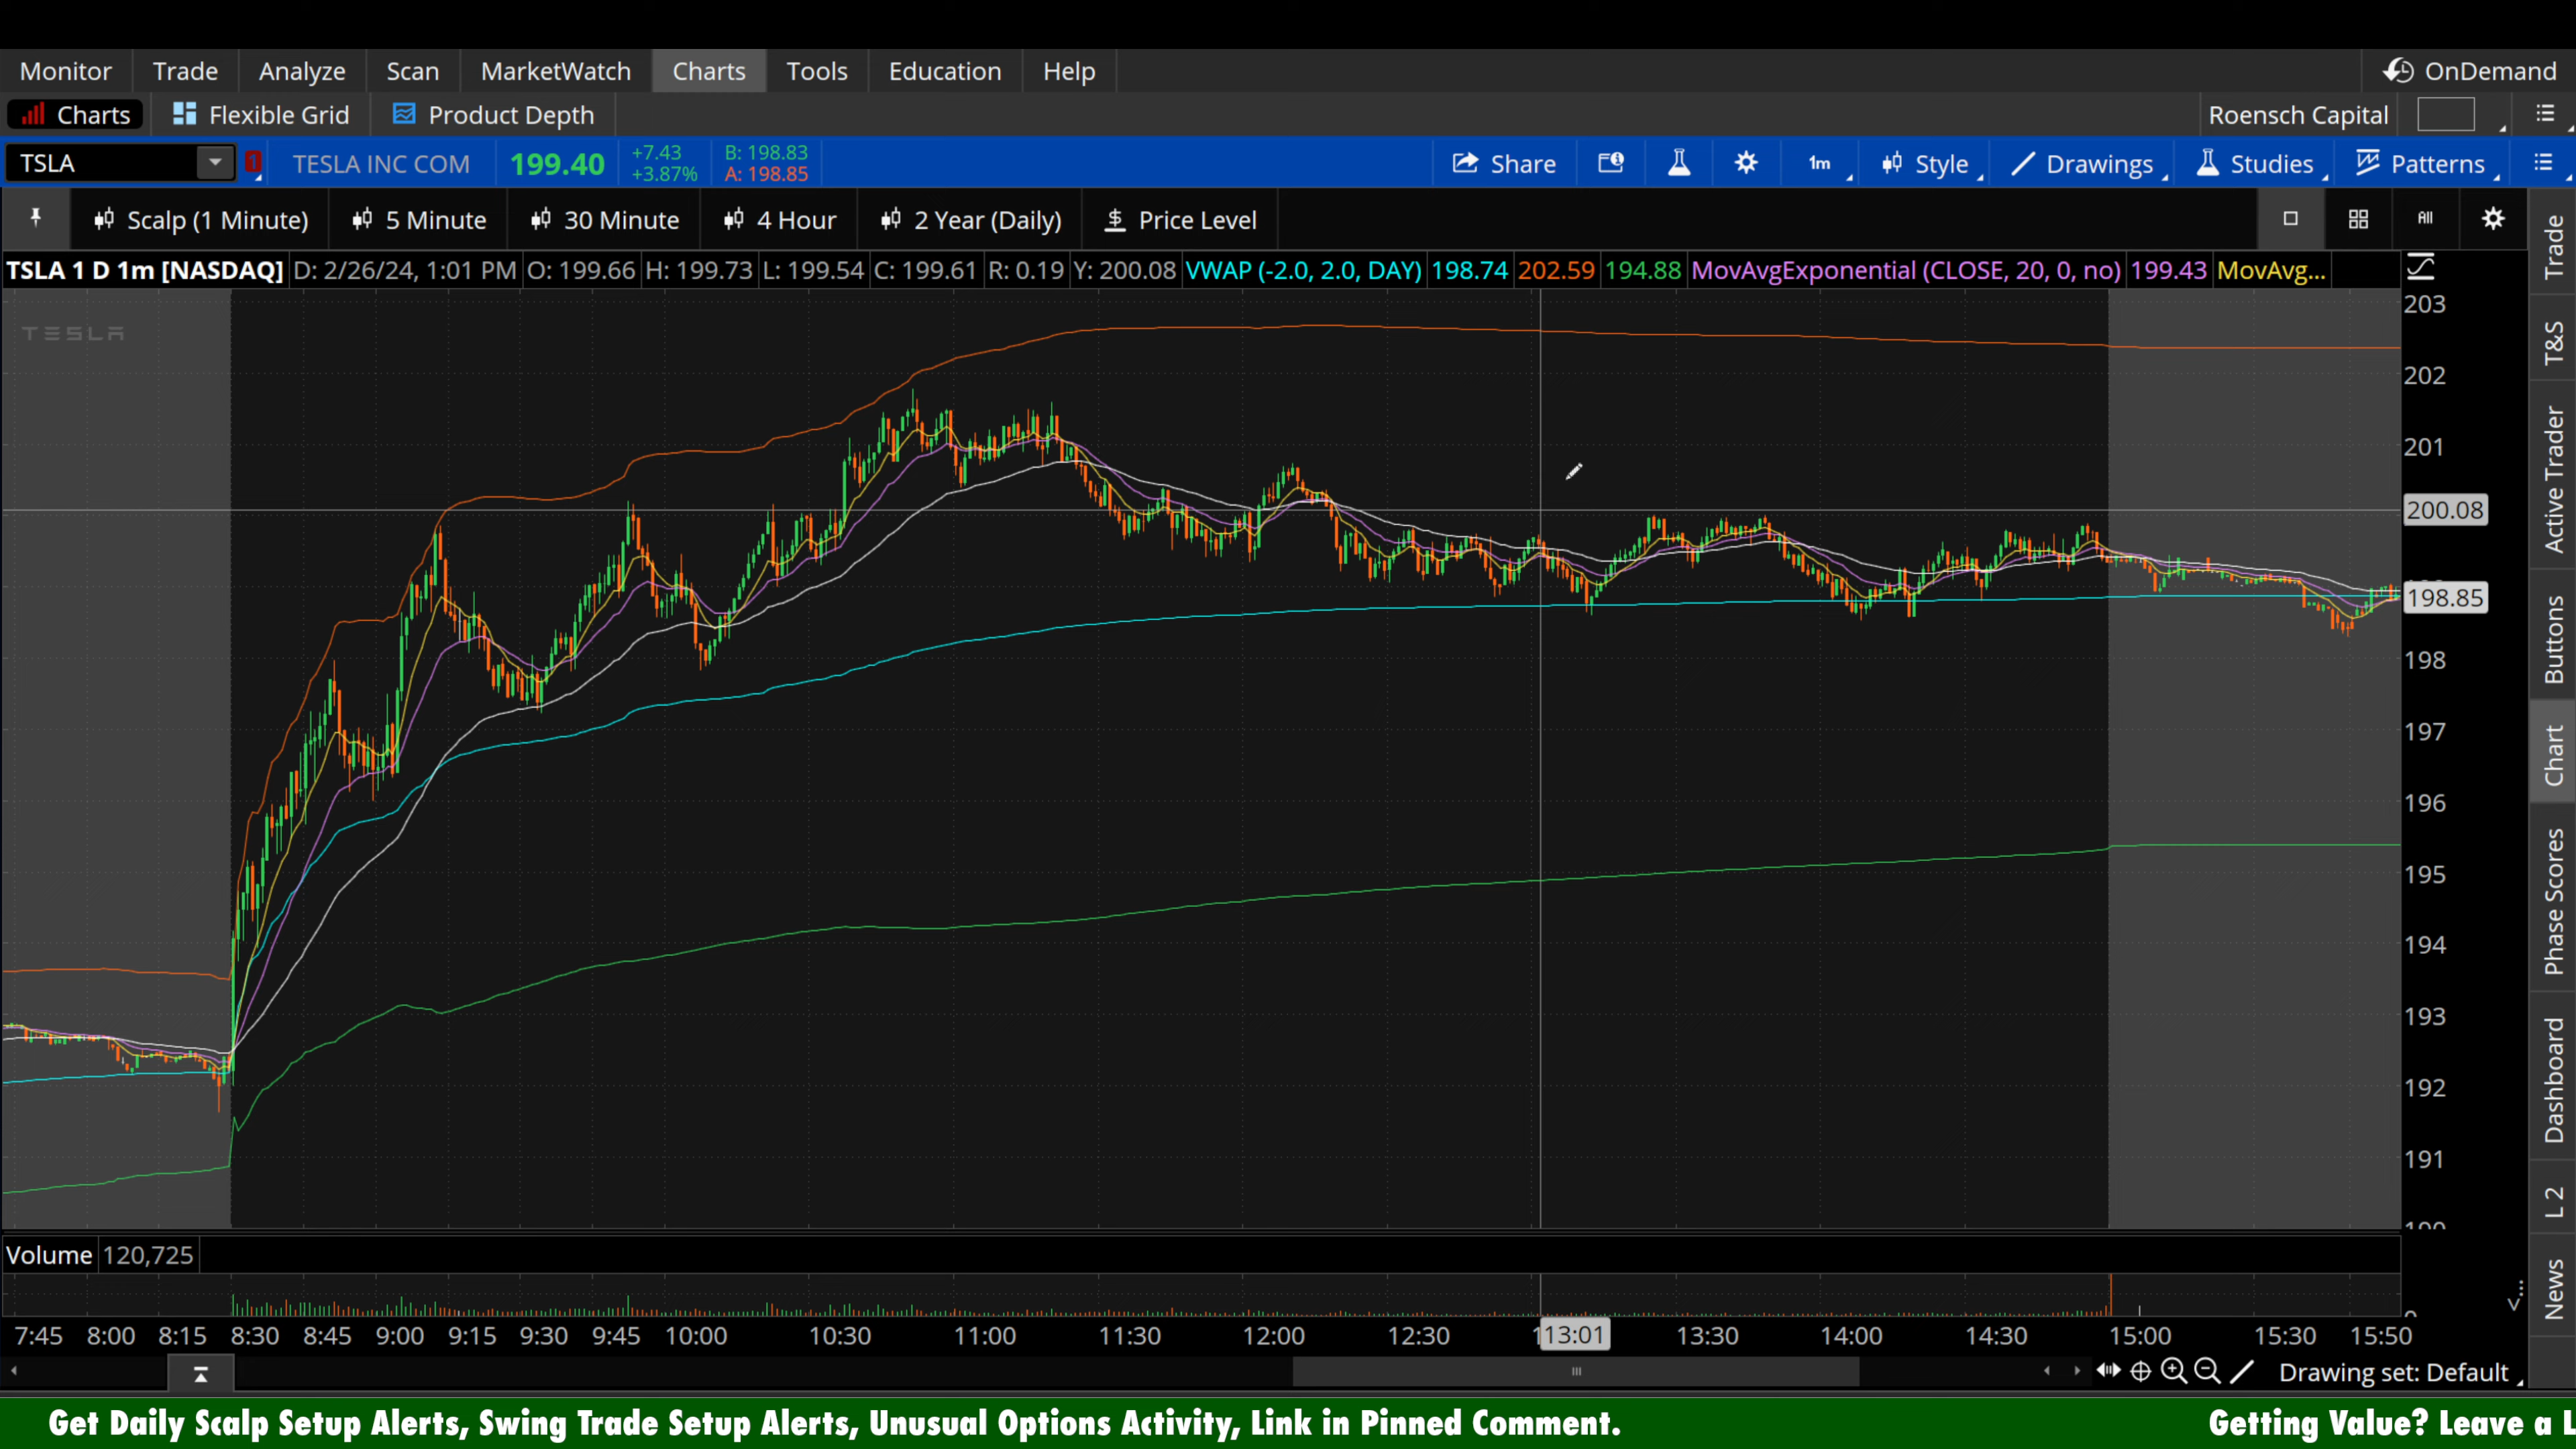 Monitor Trade Analyze Scan MarketWatch Charts Tools Education Help OnDemand
Charts Flexible Grid Product Depth Roensch Capital
TSLA 1 TESLA INC COM 199.40 +7.43 +3.87% B: 198.83 A: 198.85 Share 1m Style Drawings Studies Patterns
Scalp (1 Minute) 5 Minute 30 Minute 4 Hour 2 Year (Daily) $ Price Level All
TSLA 1 D 1m [NASDAQ] D: 2/26/24, 1:01 PM O: 199.66 H: 199.73 L: 199.54 C: 199.61 R: 0.19 Y: 200.08 VWAP (-2.0, 2.0, DAY) 198.74 202.59 194.88 MovAvgExponential (CLOSE, 20, 0, no) 199.43 MovAvg...
TESLA
203
202
201
200.08
198.85
198
197
196
195
194
193
192
191
Trade
T&S
Active Trader
Buttons
Chart
Phase Scores
Dashboard
L 2
News
Volume 120,725
7:45 8:00 8:15 8:30 8:45 9:00 9:15 9:30 9:45 10:00 10:30 11:00 11:30 12:00 12:30 13:01 13:30 14:00 14:30 15:00 15:30 15:50
Drawing set: Default
Get Daily Scalp Setup Alerts, Swing Trade Setup Alerts, Unusual Options Activity, Link in Pinned Comment. Getting Value? Leave a L